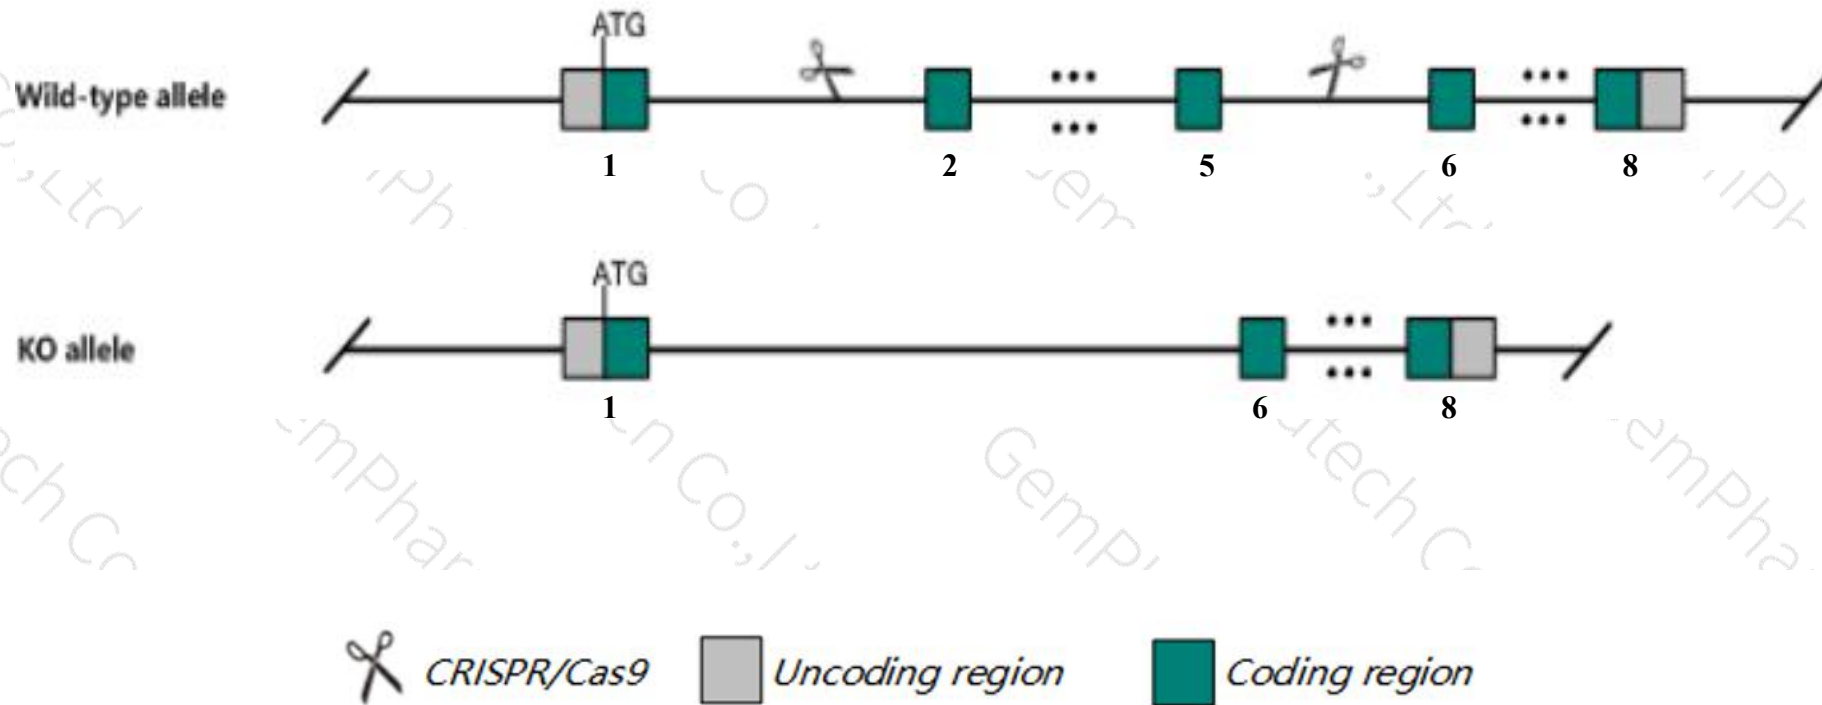 ATG
Wild-type allele
1 2 5 6 8
ATG
KO allele
1 6 8
CRISPR/Cas9 Uncoding region Coding region
GemPh